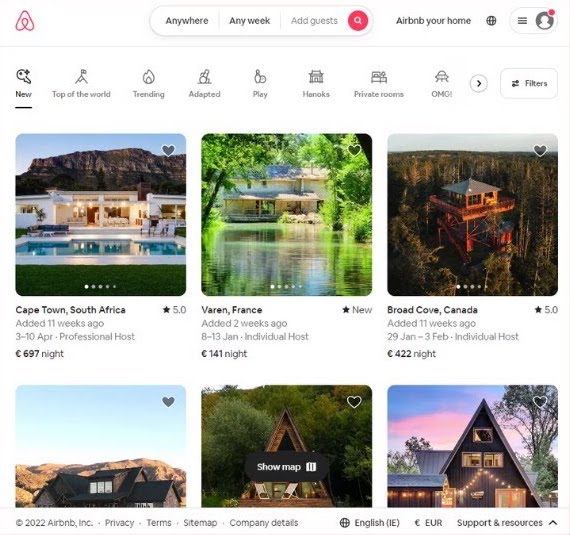 Anywhere Any week Add guests Airbnb your home
New Top of the world Trending Adapted Play Hanoks Private rooms OMG! Filters
Cape Town, South Africa ★ 5.0
Added 11 weeks ago
3–10 Apr · Professional Host
€ 697 night
Varen, France ★ New
Added 2 weeks ago
8–13 Jan · Individual Host
€ 141 night
Broad Cove, Canada ★ 5.0
Added 11 weeks ago
29 Jan – 3 Feb · Individual Host
€ 422 night
Show map
© 2022 Airbnb, Inc. · Privacy · Terms · Sitemap · Company details English (IE) € EUR Support & resources